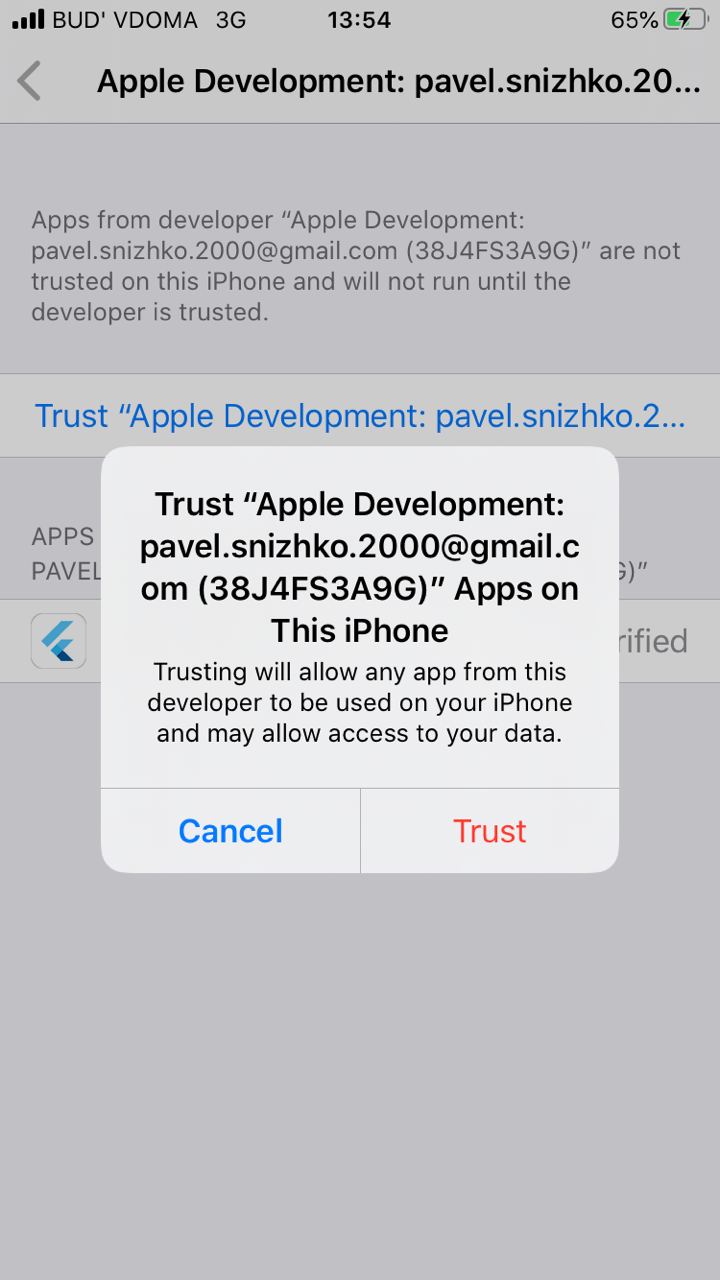 BUD' VDOMA 3G 13:54 65%
Apple Development: pavel.snizhko.20...
Apps from developer “Apple Development:
pavel.snizhko.2000@gmail.com (38J4FS3A9G)” are not
trusted on this iPhone and will not run until the
developer is trusted.
Trust “Apple Development: pavel.snizhko.2...
Trust “Apple Development:
pavel.snizhko.2000@gmail.c
om (38J4FS3A9G)” Apps on
This iPhone
Trusting will allow any app from this
developer to be used on your iPhone
and may allow access to your data.
Cancel Trust
APPS
PAVEL G)”
rified